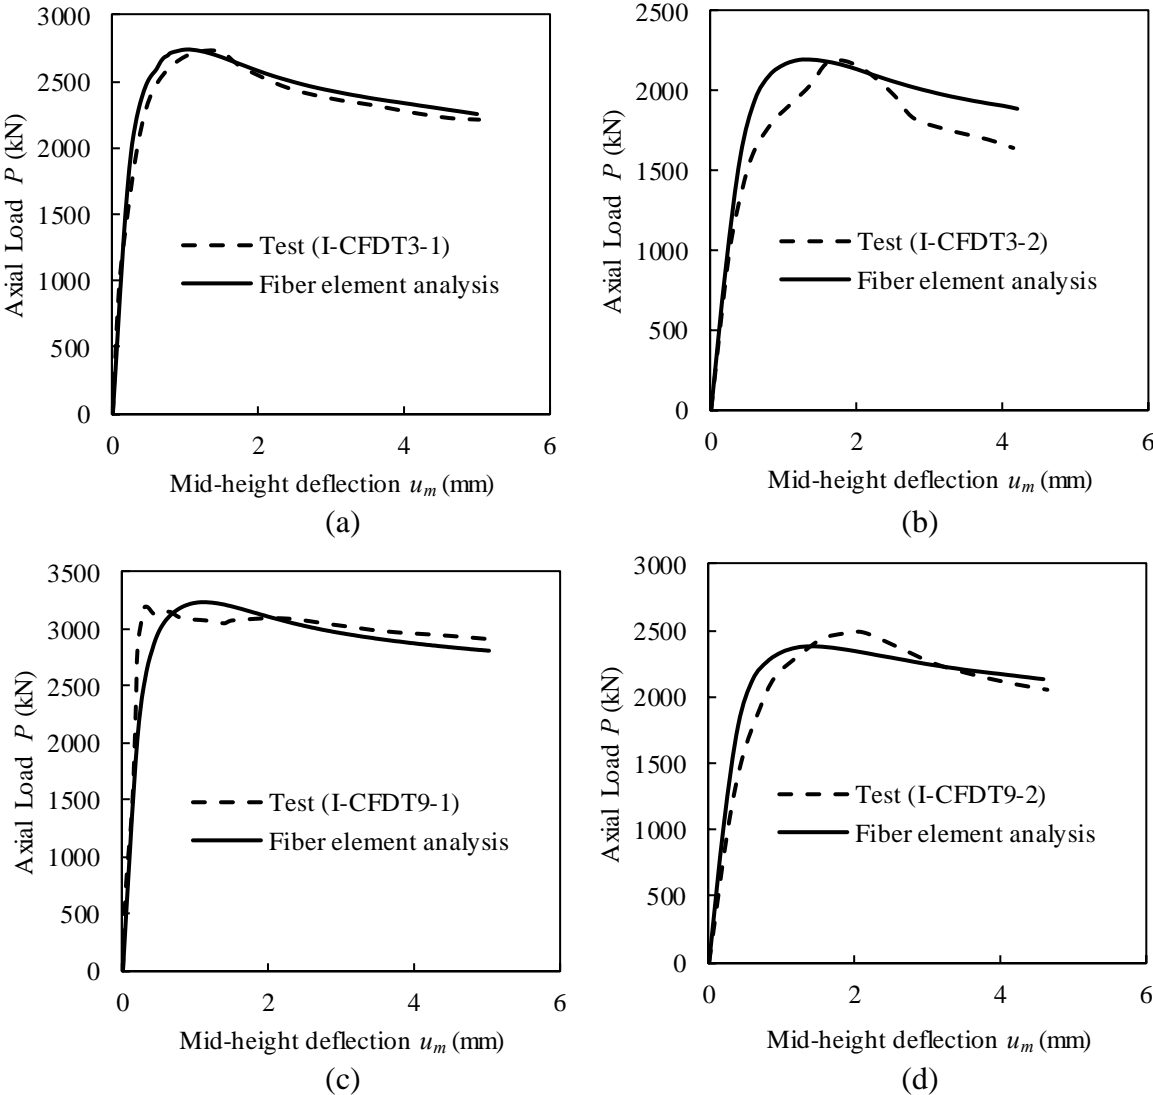 3000
2500
2000
1500
1000
500
0
Axial Load P (kN)
Test (I-CFDT3-1)
Fiber element analysis
0 2 4 6
Mid-height deflection um (mm)
(a)
2500
2000
1500
1000
500
0
Axial Load P (kN)
Test (I-CFDT3-2)
Fiber element analysis
0 2 4 6
Mid-height deflection um (mm)
(b)
3500
3000
2500
2000
1500
1000
500
0
Axial Load P (kN)
Test (I-CFDT9-1)
Fiber element analysis
0 2 4 6
Mid-height deflection um (mm)
(c)
3000
2500
2000
1500
1000
500
0
Axial Load P (kN)
Test (I-CFDT9-2)
Fiber element analysis
0 2 4 6
Mid-height deflection um (mm)
(d)